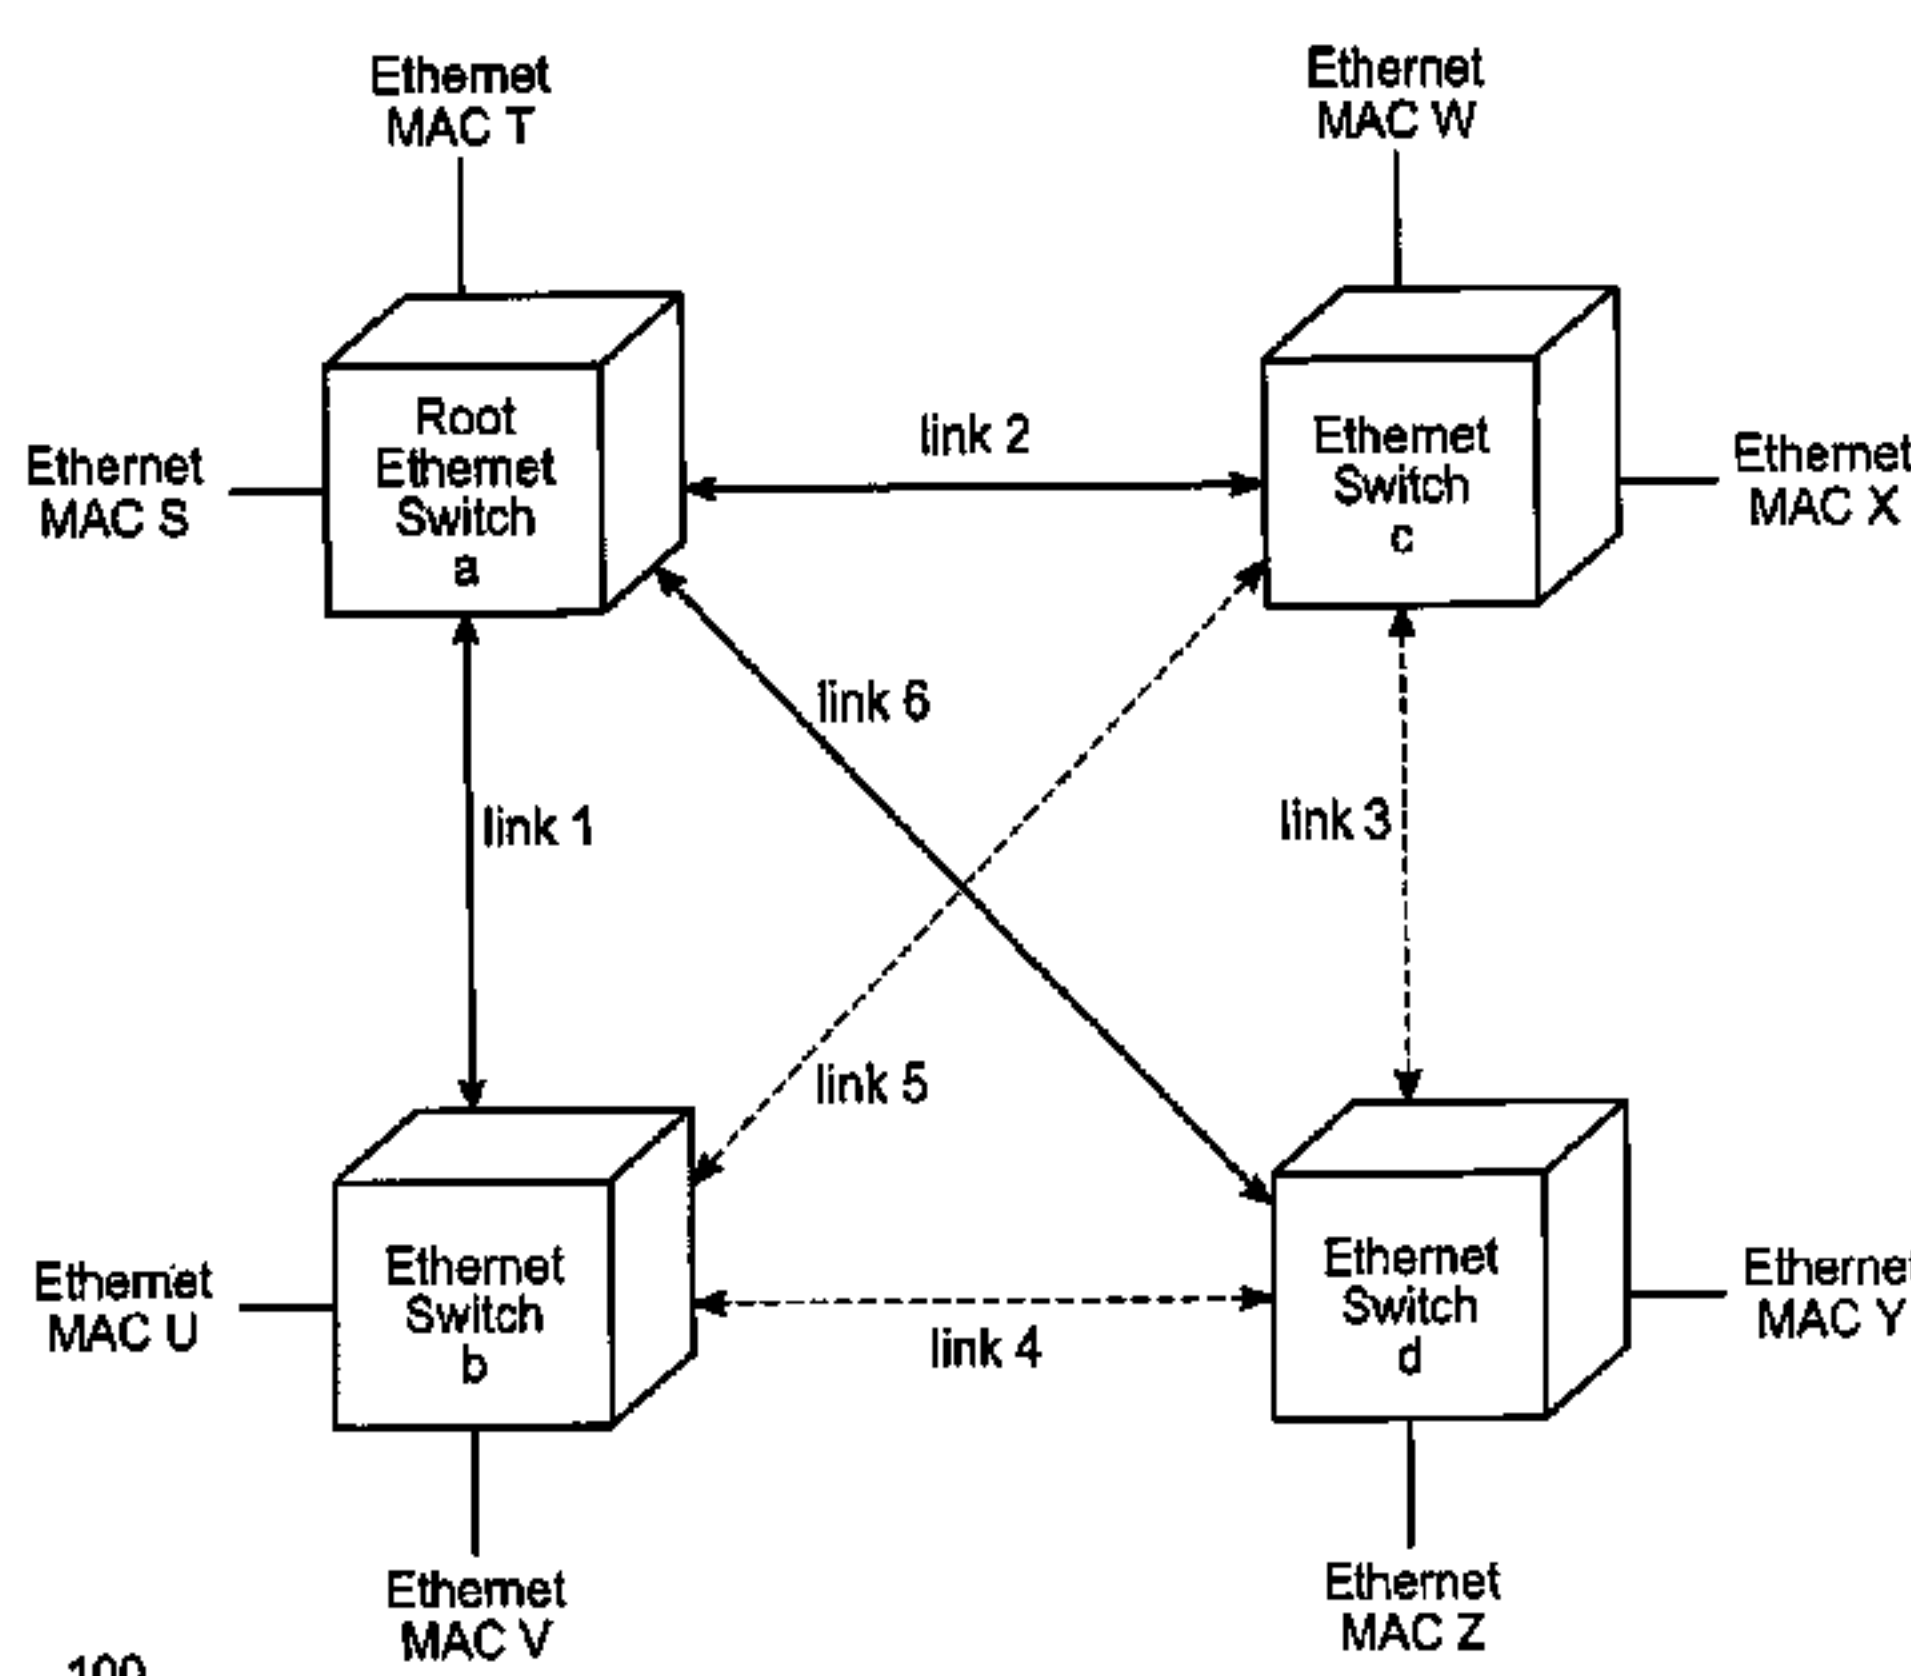 Ethernet
MAC T
Ethernet
MAC W
Root
Ethernet
Switch
a
link 2
Ethernet
Switch
c
Ethernet
MAC S
Ethernet
MAC X
link 6
link 1
link 3
link 5
Ethernet
Switch
b
Ethernet
Switch
d
Ethernet
MAC U
link 4
Ethernet
MAC Y
Ethernet
MAC V
Ethernet
MAC Z
100